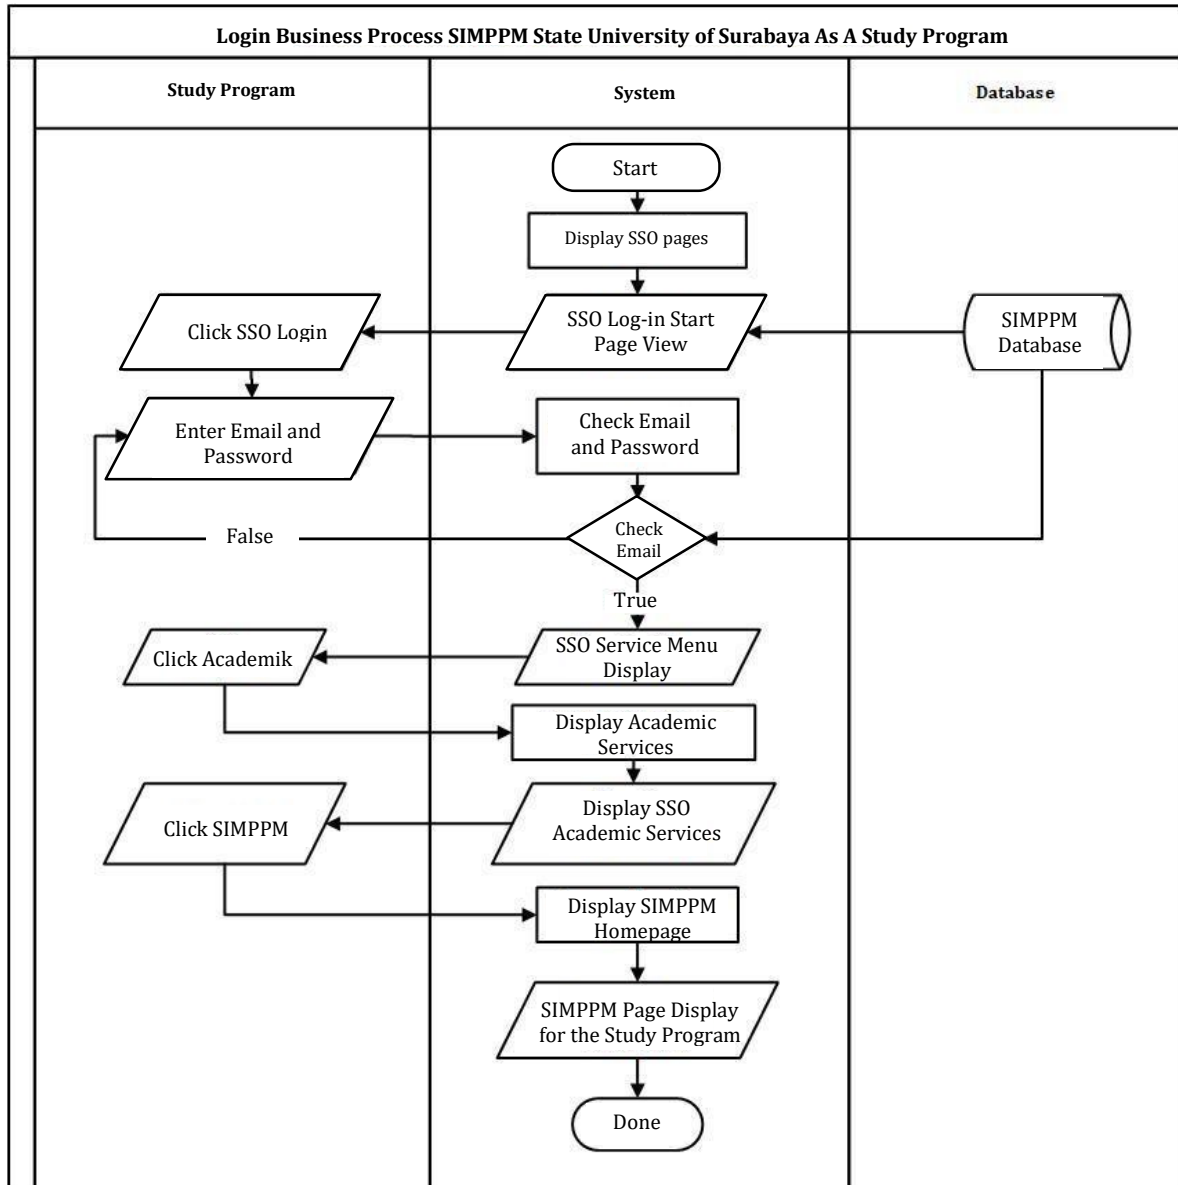 Login Business Process SIMPPM State University of Surabaya As A Study Program
Study Program
System
Database
Start
Display SSO pages
Click SSO Login
SSO Log-in Start
Page View
SIMPPM
Database
Enter Email and
Password
Check Email
and Password
False
Check
Email
True
Click Academik
SSO Service Menu
Display
Display Academic
Services
Click SIMPPM
Display SSO
Academic Services
Display SIMPPM
Homepage
SIMPPM Page Display
for the Study Program
Done